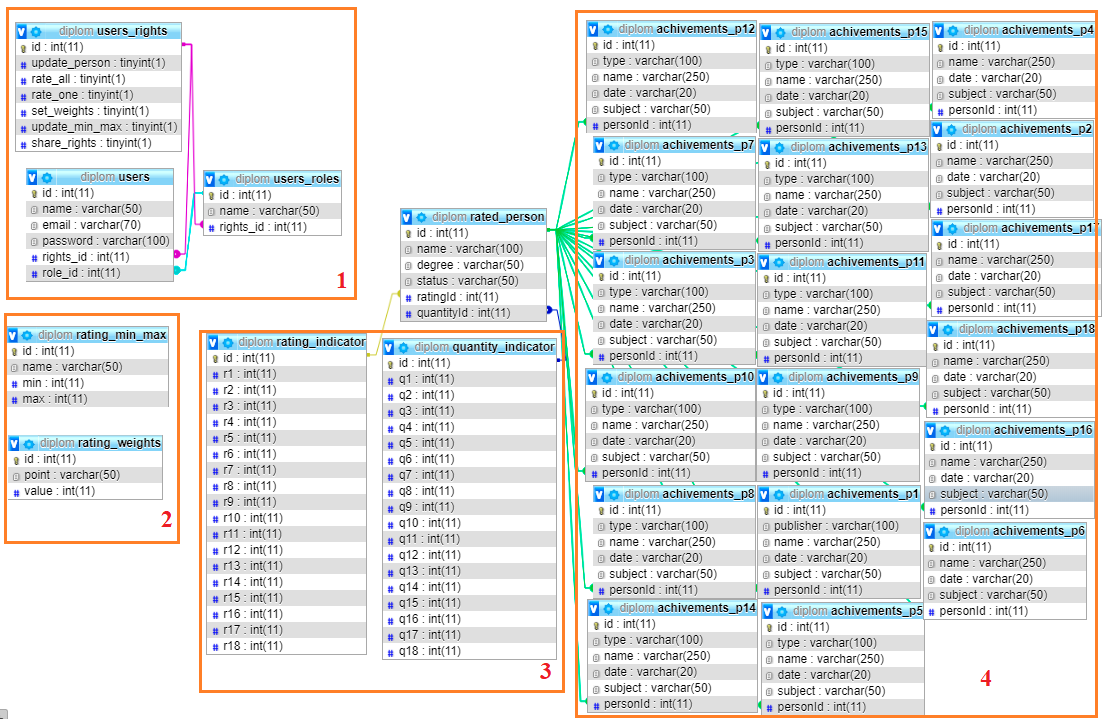 diplom users_rights
id : int(11)
update_person : tinyint(1)
rate_all : tinyint(1)
rate_one : tinyint(1)
set_weights : tinyint(1)
update_min_max : tinyint(1)
share_rights : tinyint(1)
diplom users
id : int(11)
name : varchar(50)
email : varchar(70)
password : varchar(100)
rights_id : int(11)
role_id : int(11)
diplom users_roles
id : int(11)
name : varchar(50)
rights_id : int(11)
1
diplom rating_min_max
id : int(11)
name : varchar(50)
min : int(11)
max : int(11)
diplom rating_weights
id : int(11)
point : varchar(50)
value : int(11)
2
diplom rated_person
id : int(11)
name : varchar(100)
degree : varchar(50)
status : varchar(50)
ratingId : int(11)
quantityId : int(11)
diplom rating_indicator
id : int(11)
r1 : int(11)
r2 : int(11)
r3 : int(11)
r4 : int(11)
r5 : int(11)
r6 : int(11)
r7 : int(11)
r8 : int(11)
r9 : int(11)
r10 : int(11)
r11 : int(11)
r12 : int(11)
r13 : int(11)
r14 : int(11)
r15 : int(11)
r16 : int(11)
r17 : int(11)
r18 : int(11)
diplom quantity_indicator
id : int(11)
q1 : int(11)
q2 : int(11)
q3 : int(11)
q4 : int(11)
q5 : int(11)
q6 : int(11)
q7 : int(11)
q8 : int(11)
q9 : int(11)
q10 : int(11)
q11 : int(11)
q12 : int(11)
q13 : int(11)
q14 : int(11)
q15 : int(11)
q16 : int(11)
q17 : int(11)
q18 : int(11)
3
diplom achivements_p12
id : int(11)
type : varchar(100)
name : varchar(250)
date : varchar(20)
subject : varchar(50)
personId : int(11)
diplom achivements_p7
id : int(11)
type : varchar(100)
name : varchar(250)
date : varchar(20)
subject : varchar(50)
personId : int(11)
diplom achivements_p3
id : int(11)
type : varchar(100)
name : varchar(250)
date : varchar(20)
subject : varchar(50)
personId : int(11)
diplom achivements_p10
id : int(11)
type : varchar(100)
name : varchar(250)
date : varchar(20)
subject : varchar(50)
personId : int(11)
diplom achivements_p8
id : int(11)
type : varchar(100)
name : varchar(250)
date : varchar(20)
subject : varchar(50)
personId : int(11)
diplom achivements_p14
id : int(11)
type : varchar(100)
name : varchar(250)
date : varchar(20)
subject : varchar(50)
personId : int(11)
diplom achivements_p15
id : int(11)
type : varchar(100)
name : varchar(250)
date : varchar(20)
subject : varchar(50)
personId : int(11)
diplom achivements_p13
id : int(11)
type : varchar(100)
name : varchar(250)
date : varchar(20)
subject : varchar(50)
personId : int(11)
diplom achivements_p11
id : int(11)
type : varchar(100)
name : varchar(250)
date : varchar(20)
subject : varchar(50)
personId : int(11)
diplom achivements_p9
id : int(11)
type : varchar(100)
name : varchar(250)
date : varchar(20)
subject : varchar(50)
personId : int(11)
diplom achivements_p1
id : int(11)
publisher : varchar(100)
name : varchar(250)
date : varchar(20)
subject : varchar(50)
personId : int(11)
diplom achivements_p5
id : int(11)
type : varchar(100)
name : varchar(250)
date : varchar(20)
subject : varchar(50)
personId : int(11)
diplom achivements_p4
id : int(11)
name : varchar(250)
date : varchar(20)
subject : varchar(50)
personId : int(11)
diplom achivements_p2
id : int(11)
name : varchar(250)
date : varchar(20)
subject : varchar(50)
personId : int(11)
diplom achivements_p17
id : int(11)
name : varchar(250)
date : varchar(20)
subject : varchar(50)
personId : int(11)
diplom achivements_p18
id : int(11)
name : varchar(250)
date : varchar(20)
subject : varchar(50)
personId : int(11)
diplom achivements_p16
id : int(11)
name : varchar(250)
date : varchar(20)
subject : varchar(50)
personId : int(11)
diplom achivements_p6
id : int(11)
name : varchar(250)
date : varchar(20)
subject : varchar(50)
personId : int(11)
4